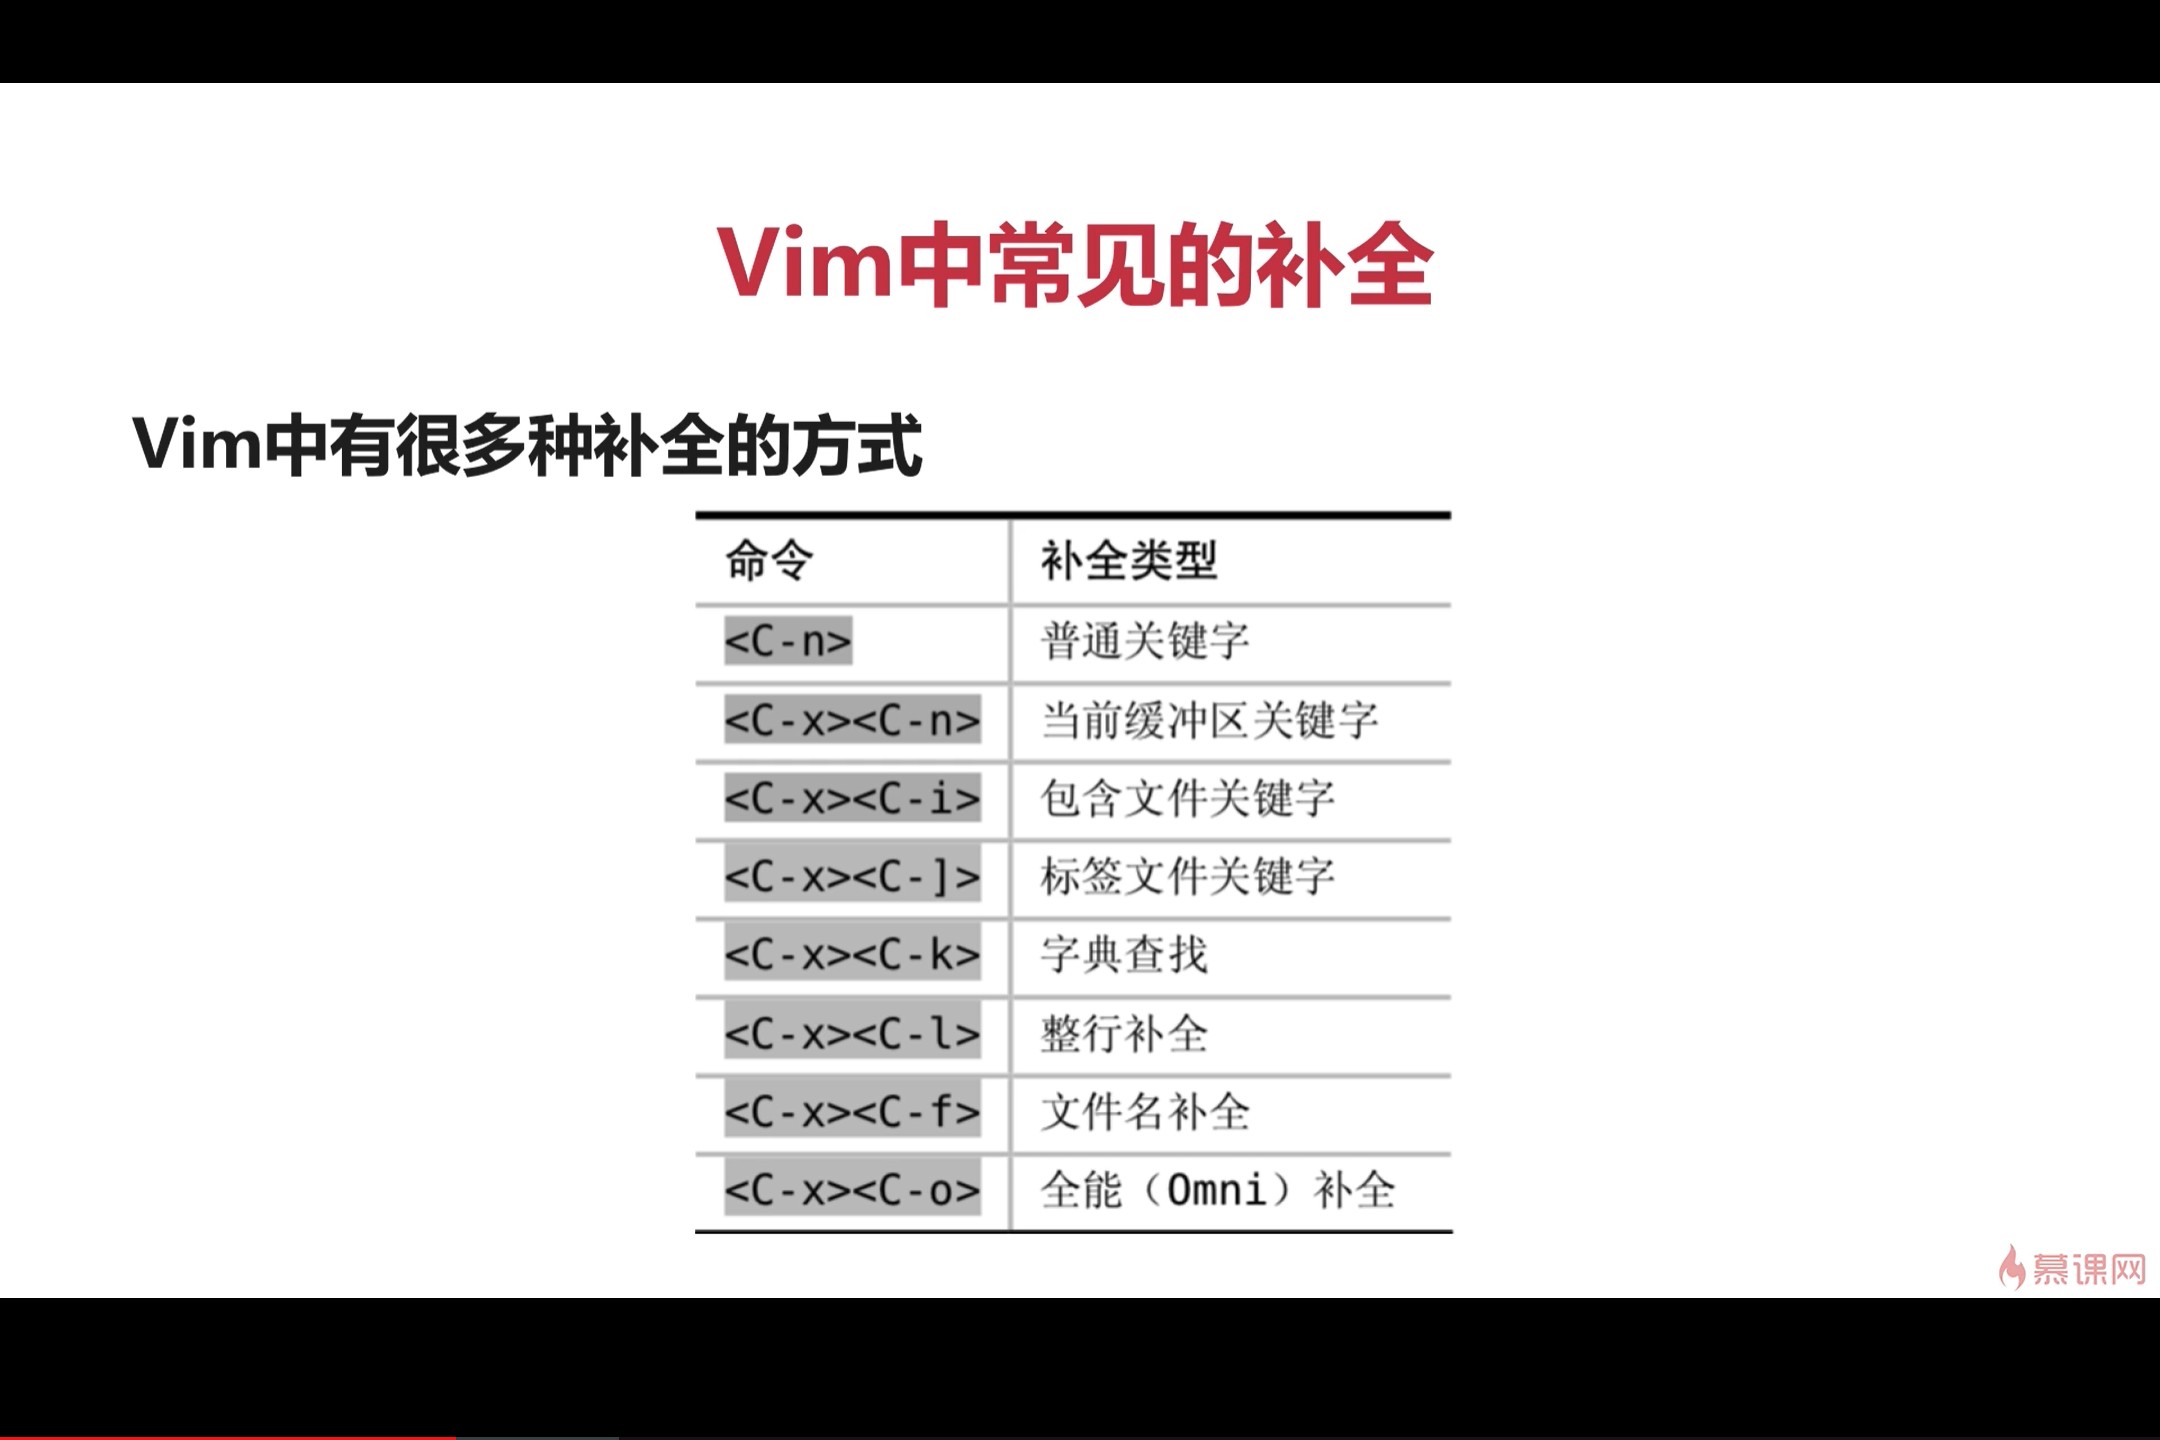 Vim中常见的补全
Vim中有很多种补全的方式
命令 补全类型
<C-n> 普通关键字
<C-x><C-n> 当前缓冲区关键字
<C-x><C-i> 包含文件关键字
<C-x><C-]> 标签文件关键字
<C-x><C-k> 字典查找
<C-x><C-l> 整行补全
<C-x><C-f> 文件名补全
<C-x><C-o> 全能（Omni）补全
慕课网